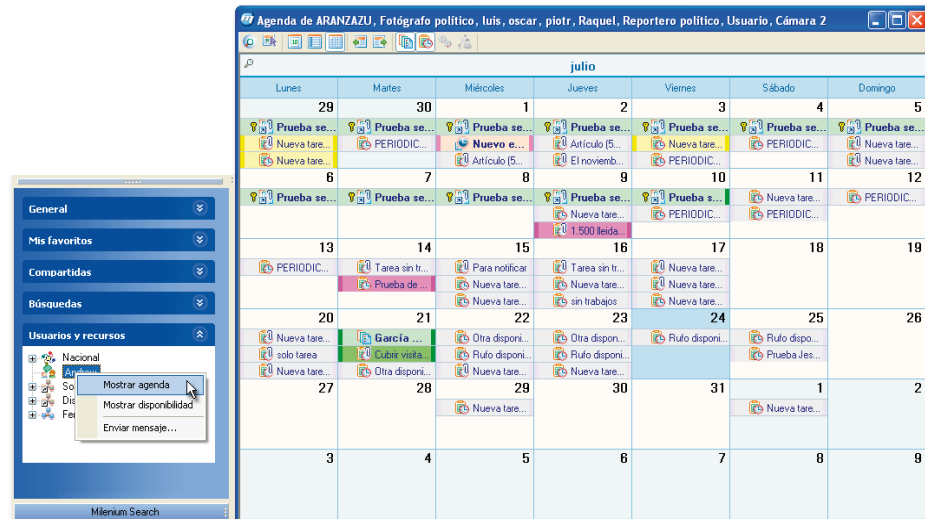 Agenda de ARANZAZU, Fotógrafo político, luis, oscar, piotr, Raquel, Reportero político, Usuario, Cámara 2
julio
Lunes Martes Miércoles Jueves Viernes Sábado Domingo
29 30 1 2 3 4 5
Prueba se... Prueba se... Prueba se... Prueba se... Prueba se... Prueba se... Prueba se...
Nueva tare... PERIODIC... Nuevo e... Artículo (5... Nueva tare... PERIODIC... Nueva tare...
Nueva tare... Artículo (5... El noviemb... PERIODIC... Nueva tare...
6 7 8 9 10 11 12
Prueba se... Prueba se... Prueba se... Prueba se... Prueba s... Nueva tare... PERIODIC...
Nueva tare... PERIODIC... PERIODIC...
1.500 lleida...
13 14 15 16 17 18 19
PERIODIC... Tarea sin tr... Para notificar Tarea sin tr... Nueva tare...
Prueba de ... Nueva tare... Nueva tare... Nueva tare...
Nueva tare... sin trabajos Nueva tare...
20 21 22 23 24 25 26
Nueva tare... García ... Otra disponi... Otra dispon... Rufo disponi... Rufo dispo...
solo tarea Cubrir visita... Rufo disponi... Rufo disponi... Prueba Jes...
Nueva tare... Otra disponi... Nueva tare... Nueva tare...
27 28 29 30 31 1 2
Nueva tare... Nueva tare...
3 4 5 6 7 8 9
General
Mis favoritos
Compartidas
Búsquedas
Usuarios y recursos
Nacional
Andrew
So
Dis
Fe
Mostrar agenda
Mostrar disponibilidad
Enviar mensaje...
Milenium Search